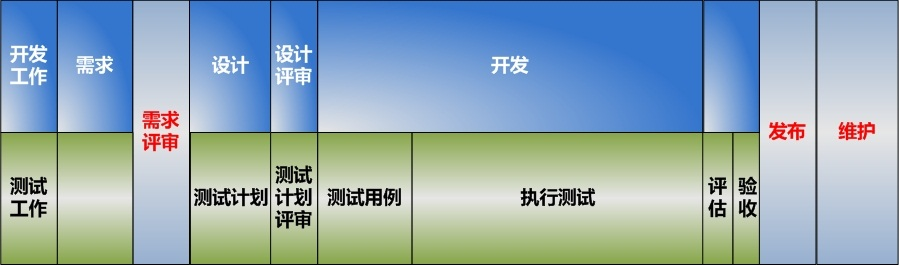 开发
工作
需求
需求
评审
设计
设计
评审
开发
发布
维护
测试
工作
测试计划
测试
计划
评审
测试用例
执行测试
评
估
验
收